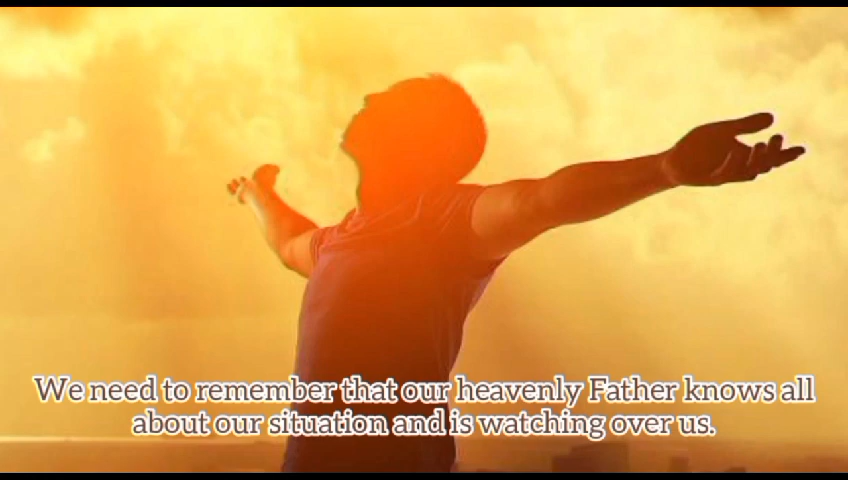 We need to remember that our heavenly Father knows all
about our situation and is watching over us.